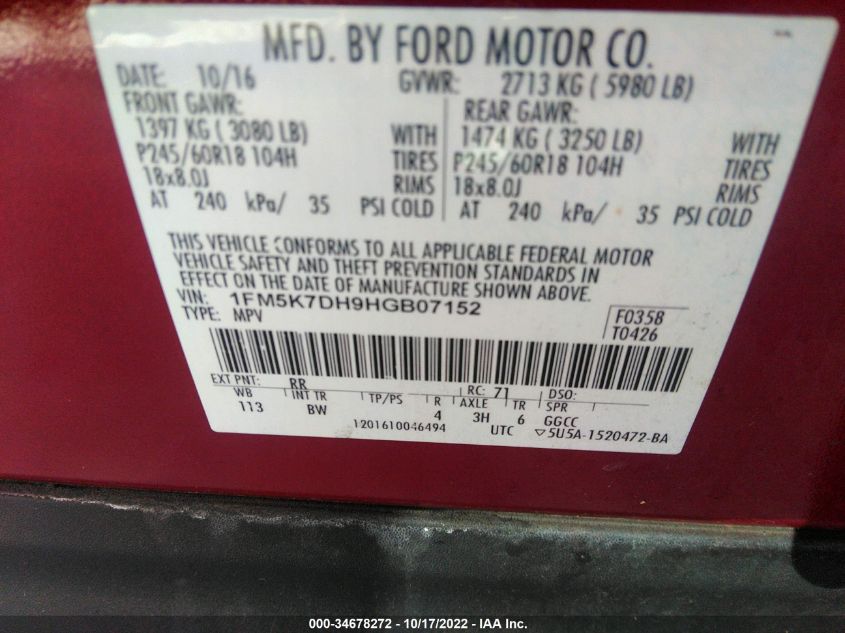 MFD. BY FORD MOTOR CO.
DATE: 10/16 GVWR: 2713 KG ( 5980 LB)
FRONT GAWR: REAR GAWR:
1397 KG ( 3080 LB) WITH 1474 KG ( 3250 LB) WITH
P245/60R18 104H TIRES P245/60R18 104H TIRES
18x8.0J RIMS 18x8.0J RIMS
AT 240 kPa/ 35 PSI COLD AT 240 kPa/ 35 PSI COLD
THIS VEHICLE CONFORMS TO ALL APPLICABLE FEDERAL MOTOR
VEHICLE SAFETY AND THEFT PREVENTION STANDARDS IN
EFFECT ON THE DATE OF MANUFACTURE SHOWN ABOVE.
VIN: 1FM5K7DH9HGB07152
TYPE: MPV
F0358
T0426
EXT PNT: RR RC: 71 DSO:
WB INT TR TP/PS R AXLE TR SPR
113 BW 4 3H 6 GGCC
1201610046494 UTC ▽5U5A-1520472-BA
000-34678272 - 10/17/2022 - IAA Inc.